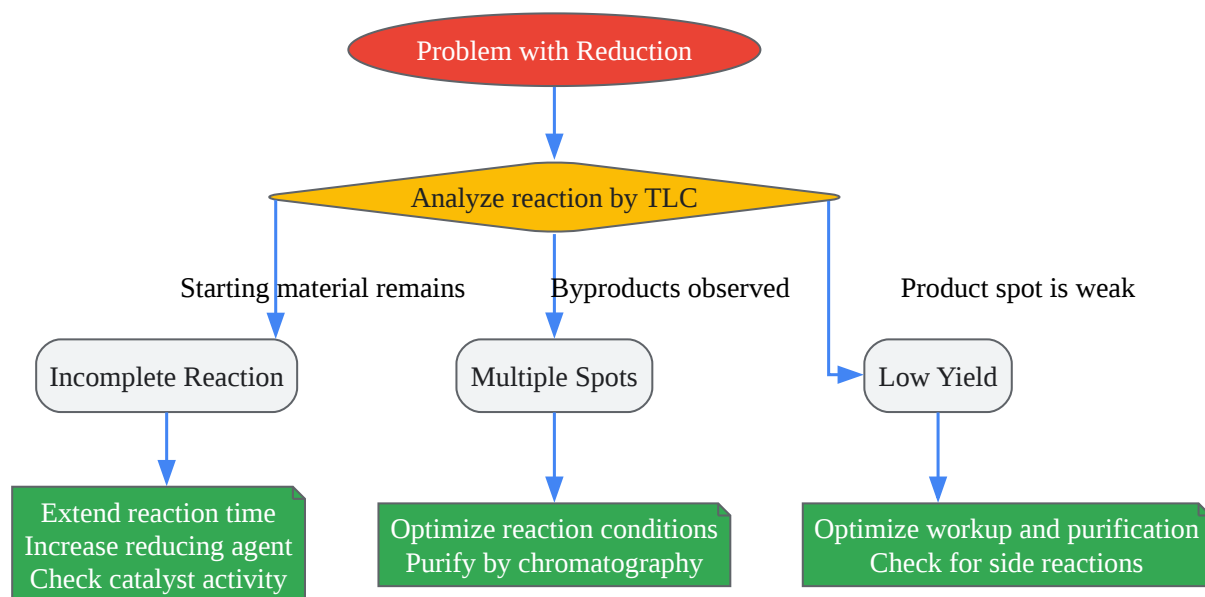 Problem with Reduction
Analyze reaction by TLC
Starting material remains
Byproducts observed
Product spot is weak
Incomplete Reaction
Multiple Spots
Low Yield
Extend reaction time
Increase reducing agent
Check catalyst activity
Optimize reaction conditions
Purify by chromatography
Optimize workup and purification
Check for side reactions